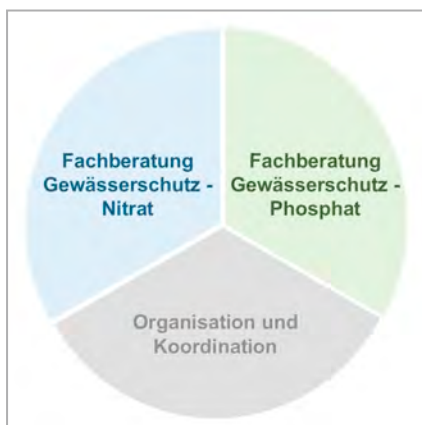 Fachberatung
Gewässerschutz -
Nitrat
Fachberatung
Gewässerschutz -
Phosphat
Organisation und
Koordination